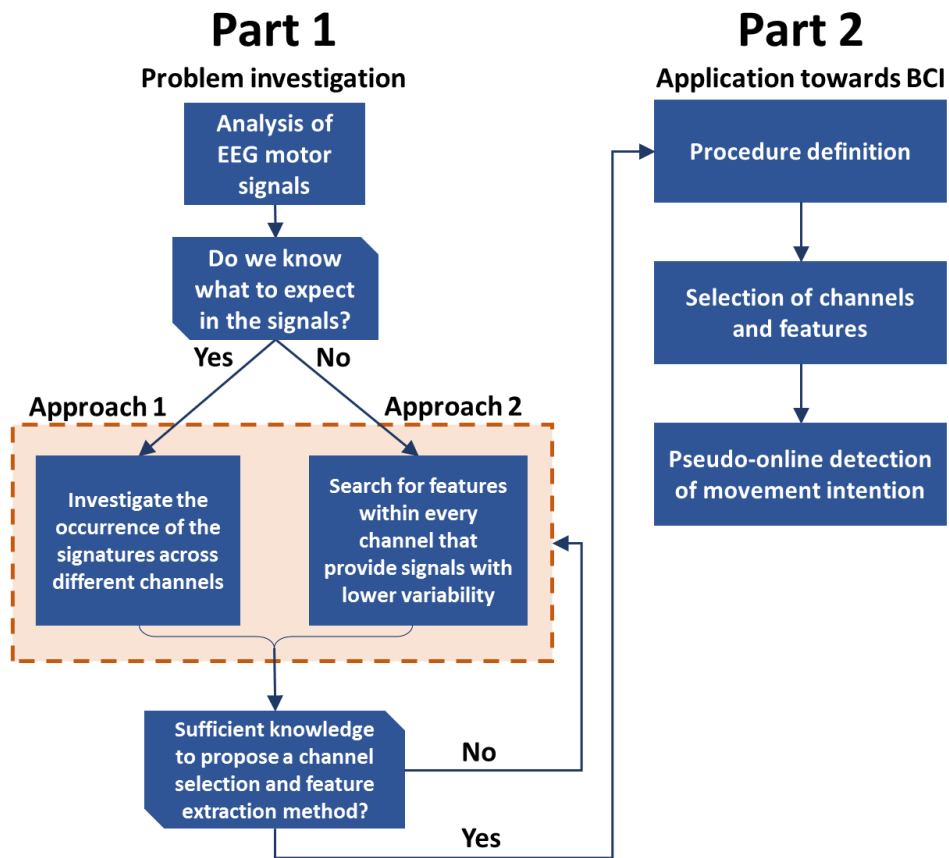 Part 1
Problem investigation
Analysis of
EEG motor
signals
Do we know
what to expect
in the signals?
Yes
No
Approach 1
Approach 2
Investigate the
occurrence of the
signatures across
different channels
Search for features
within every
channel that
provide signals with
lower variability
Sufficient knowledge
to propose a channel
selection and feature
extraction method?
No
Yes
Part 2
Application towards BCI
Procedure definition
Selection of channels
and features
Pseudo-online detection
of movement intention